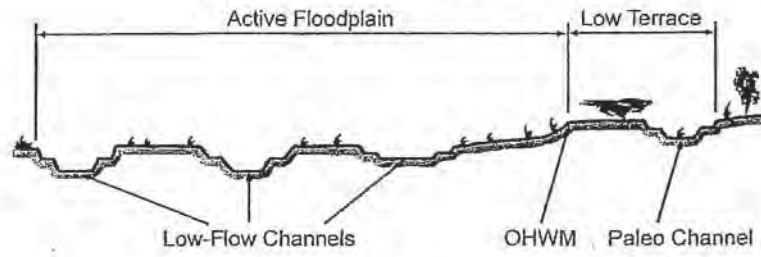 Active Floodplain
Low Terrace
Low-Flow Channels
OHWM
Paleo Channel